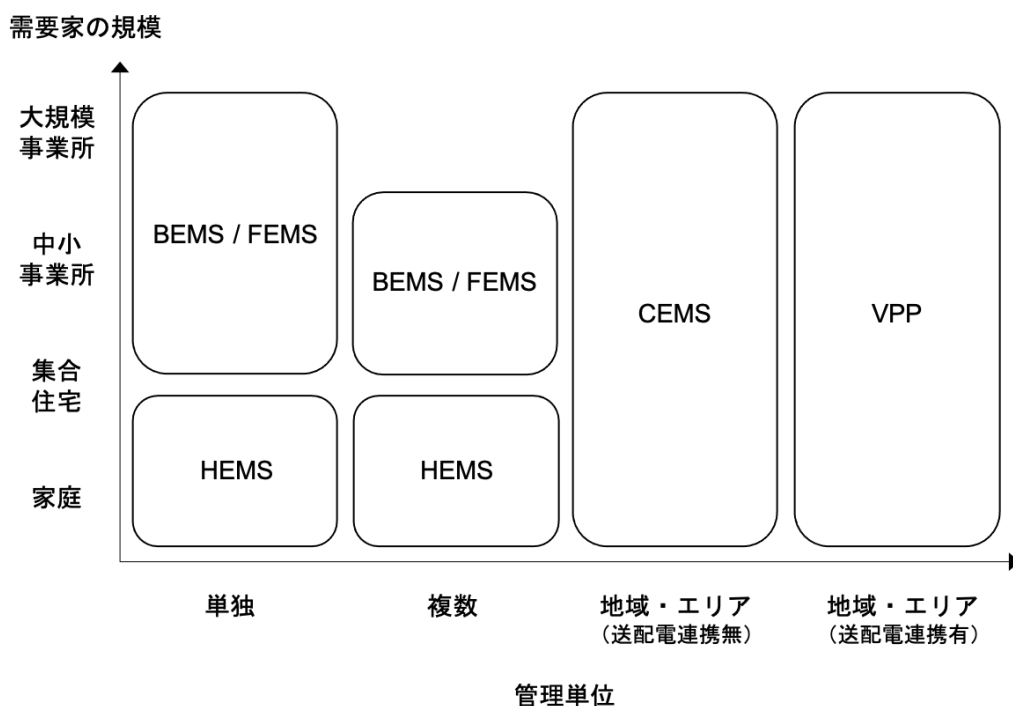 需要家の規模
大規模
事業所
中小
事業所
集合
住宅
家庭
BEMS / FEMS
BEMS / FEMS
CEMS
VPP
HEMS
HEMS
単独
複数
地域・エリア
（送配電連携無）
地域・エリア
（送配電連携有）
管理単位